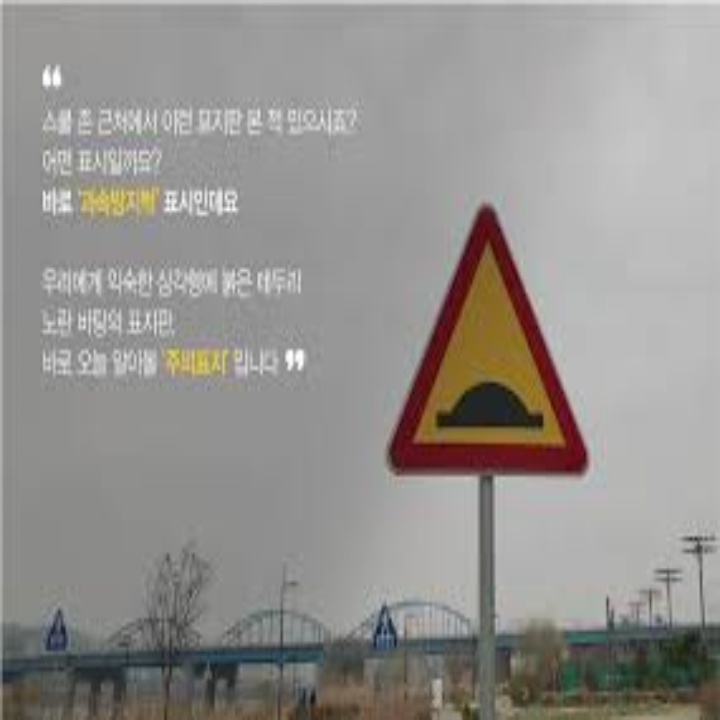 ❝
스쿨 존 근처에서 이런 표지판 본 적 있으시죠?
어떤 표시일까요?
바로 '과속방지턱' 표시인데요
우리에게 익숙한 삼각형에 붉은 테두리
노란 바탕의 표지판,
바로 오늘 알아볼 '주의표지' 입니다 ❞